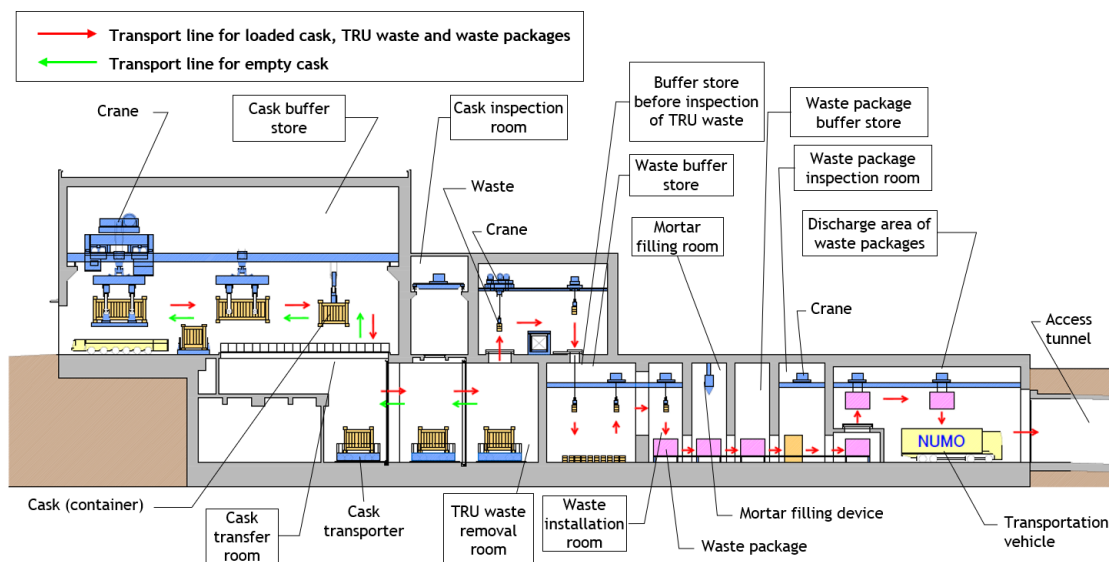 Transport line for loaded cask, TRU waste and waste packages
Transport line for empty cask
Crane
Cask buffer
store
Cask inspection
room
Buffer store
before inspection
of TRU waste
Waste package
buffer store
Waste package
inspection room
Waste
Waste buffer
store
Crane
Mortar
filling room
Discharge area of
waste packages
Crane
Access
tunnel
NUMO
Cask (container)
Cask
transfer
room
Cask
transporter
TRU waste
removal
room
Waste
installation
room
Waste package
Mortar filling device
Transportation
vehicle